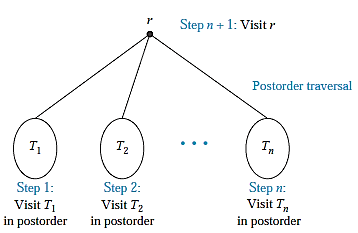 r
Step n + 1: Visit r
Postorder traversal
T₁
T₂
Tₙ
Step 1:
Visit T₁
in postorder
Step 2:
Visit T₂
in postorder
Step n:
Visit Tₙ
in postorder